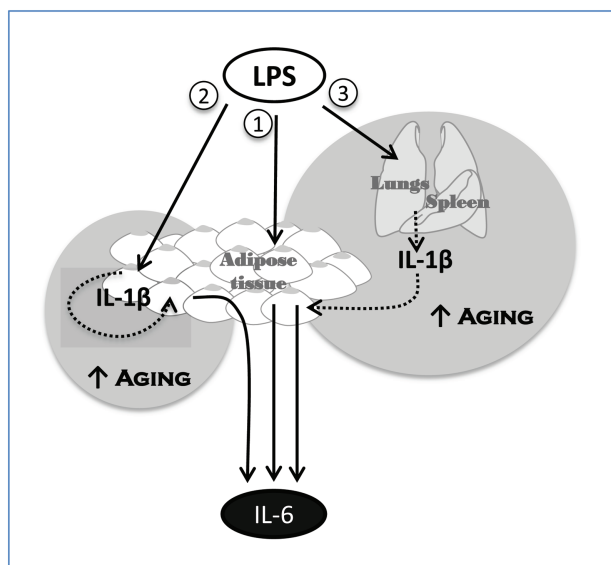 LPS
②
①
③
Lungs
Spleen
IL-1β
↑ AGING
Adipose
tissue
IL-1β
↑ AGING
IL-6